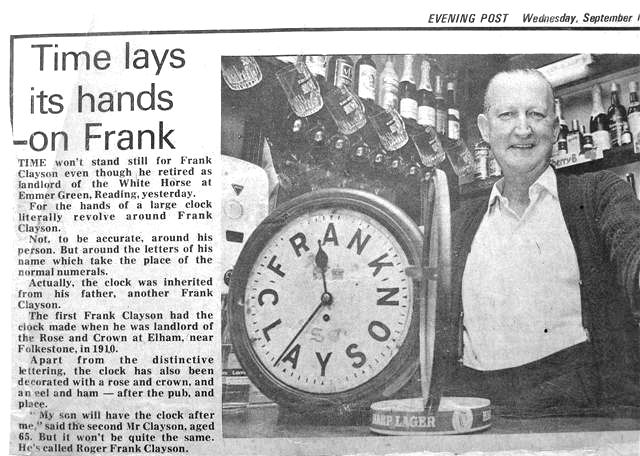 EVENING POST Wednesday, September
Time lays
its hands
on Frank
TIME won't stand still for Frank
Clayson even though he retired as
landlord of the White Horse at
Emmer Green, Reading, yesterday.
For the hands of a large clock
literally revolve around Frank
Clayson.
Not, to be accurate, around his
person. But around the letters of his
name which take the place of the
normal numerals.
Actually, the clock was inherited
from his father, another Frank
Clayson.
The first Frank Clayson had the
clock made when he was landlord of
the Rose and Crown at Elham, near
Folkestone, in 1910.
Apart from the distinctive
lettering, the clock has also been
decorated with a rose and crown, and
an eel and ham — after the pub, and
place.
"My son will have the clock after
me," said the second Mr Clayson, aged
65. But it won't be quite the same.
He's called Roger Frank Clayson.
FRANK
CLAYSON
HARP LAGER